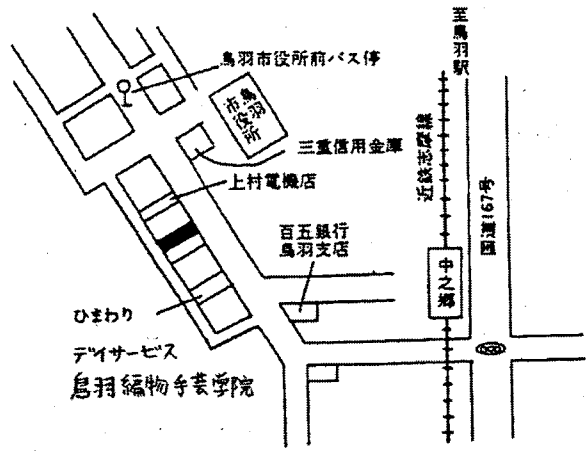 至鳥羽駅
鳥羽市役所前バス停
鳥羽
市役所
三重信用金庫
上村電機店
近鉄志摩線
国道167号
百五銀行
鳥羽支店
中之郷
ひまわり
デイサービス
鳥羽編物手芸学院